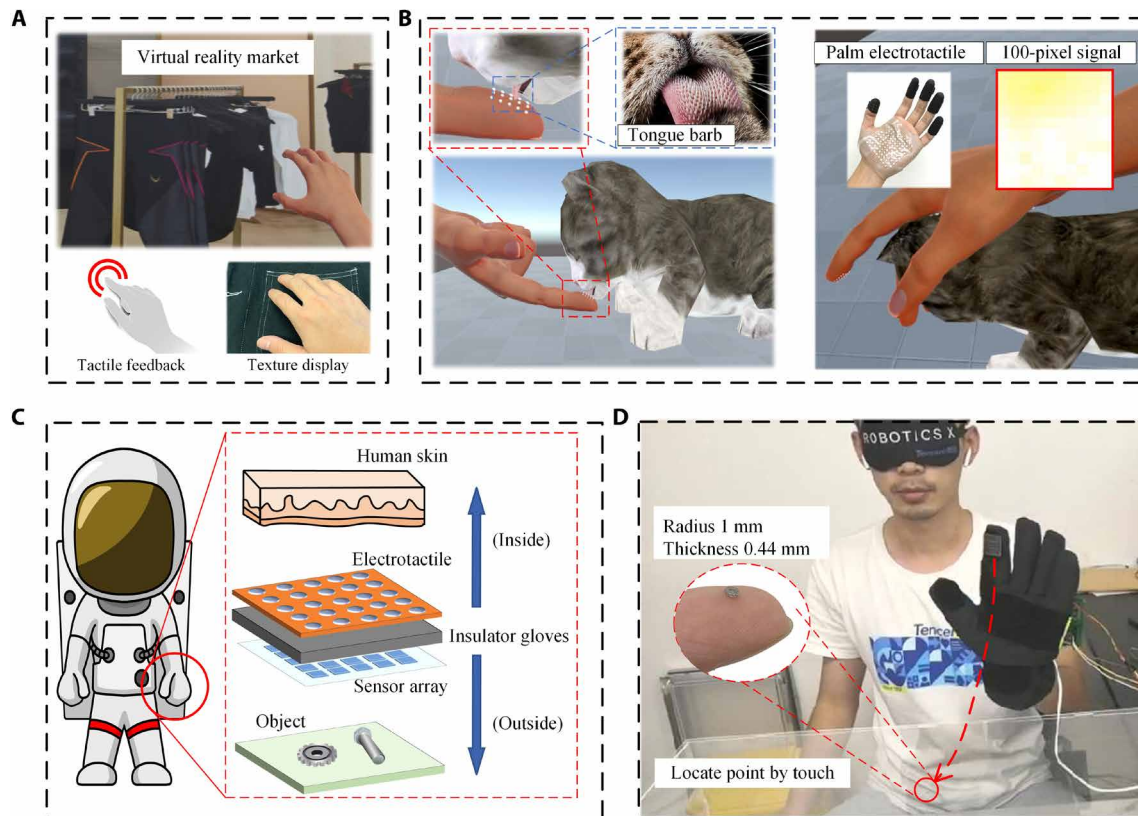 A
Virtual reality market
Tactile feedback
Texture display
B
Tongue barb
Palm electrotactile
100-pixel signal
C
Human skin
(Inside)
Electrotactile
Insulator gloves
Sensor array
(Outside)
Object
D
ROBOTICS X
Tencent
Radius 1 mm
Thickness 0.44 mm
Tencen
Locate point by touch